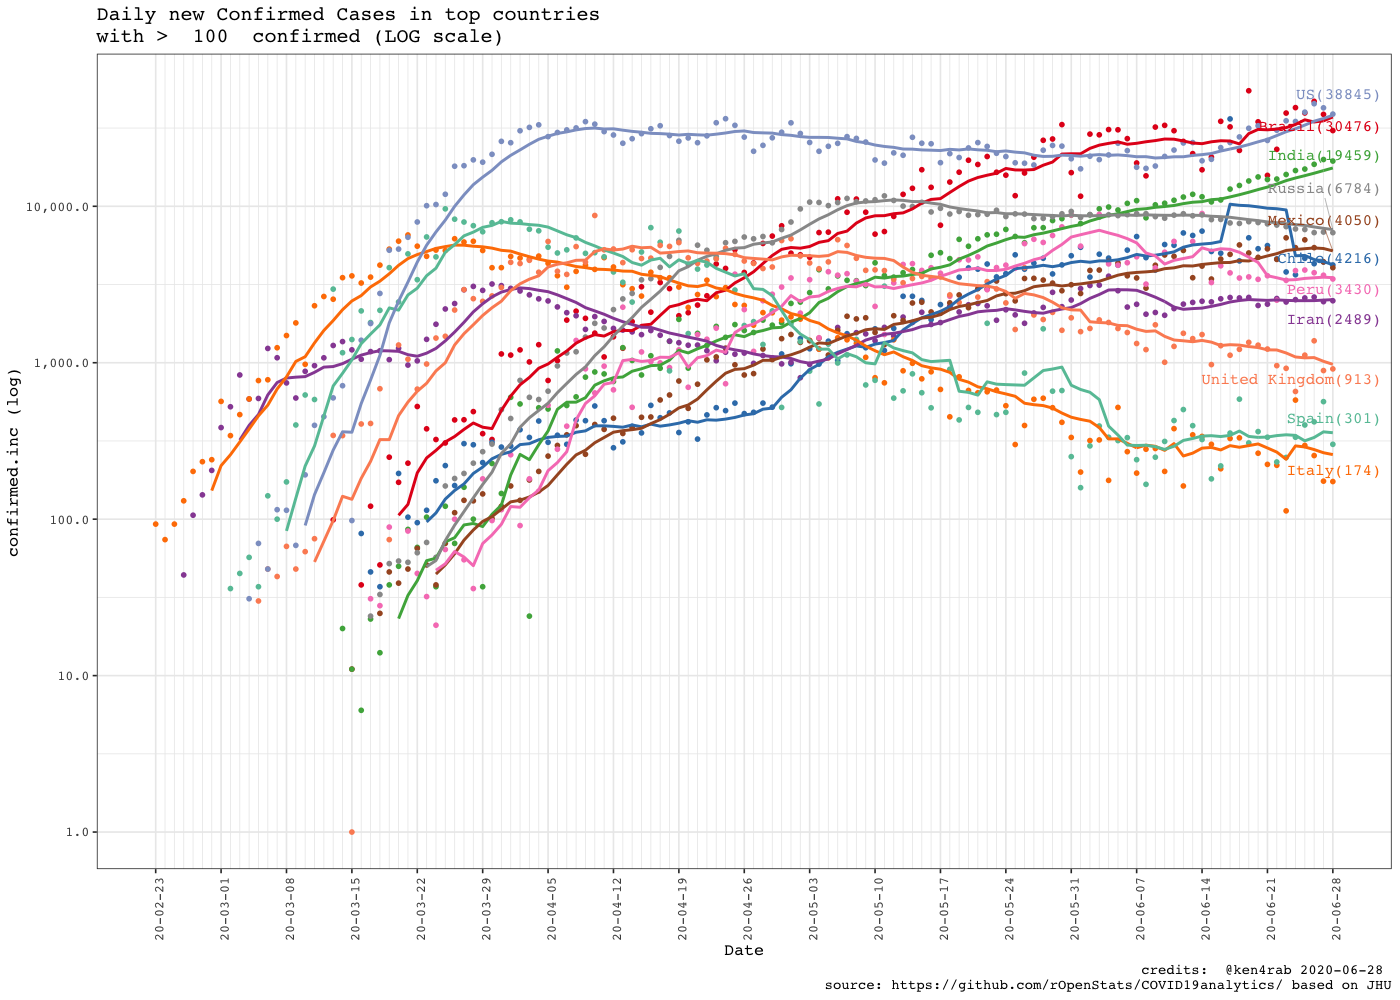 Daily new Confirmed Cases in top countries
with > 100 confirmed (LOG scale)
US(38845)
Brazil(30476)
India(19459)
10,000.0
Russia(6784)
Mexico(4050)
Chile(4216)
Peru(3430)
Iran(2489)
1,000.0
United Kingdom(913)
Spain(301)
Italy(174)
100.0
10.0
1.0
confirmed.inc (log)
20-02-23
20-03-01
20-03-08
20-03-15
20-03-22
20-03-29
20-04-05
20-04-12
20-04-19
20-04-26
20-05-03
20-05-10
20-05-17
20-05-24
20-05-31
20-06-07
20-06-14
20-06-21
20-06-28
Date
credits: @ken4rab 2020-06-28
source: https://github.com/rOpenStats/COVID19analytics/ based on JHU